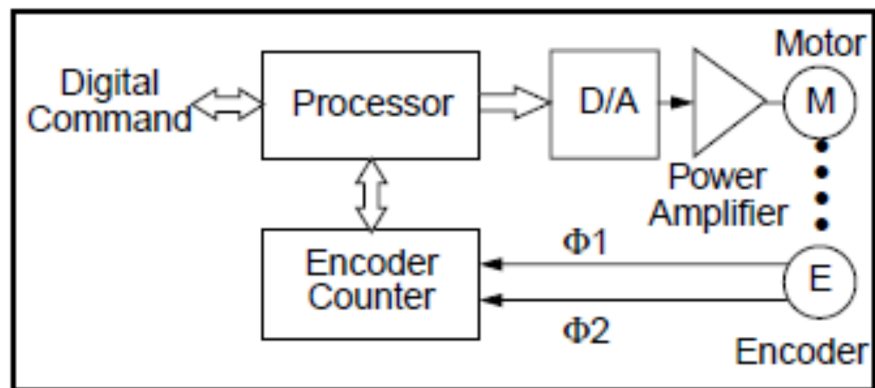 Digital
Command
Processor
D/A
Motor
M
Power
Amplifier
Encoder
Counter
Φ1
Φ2
E
Encoder